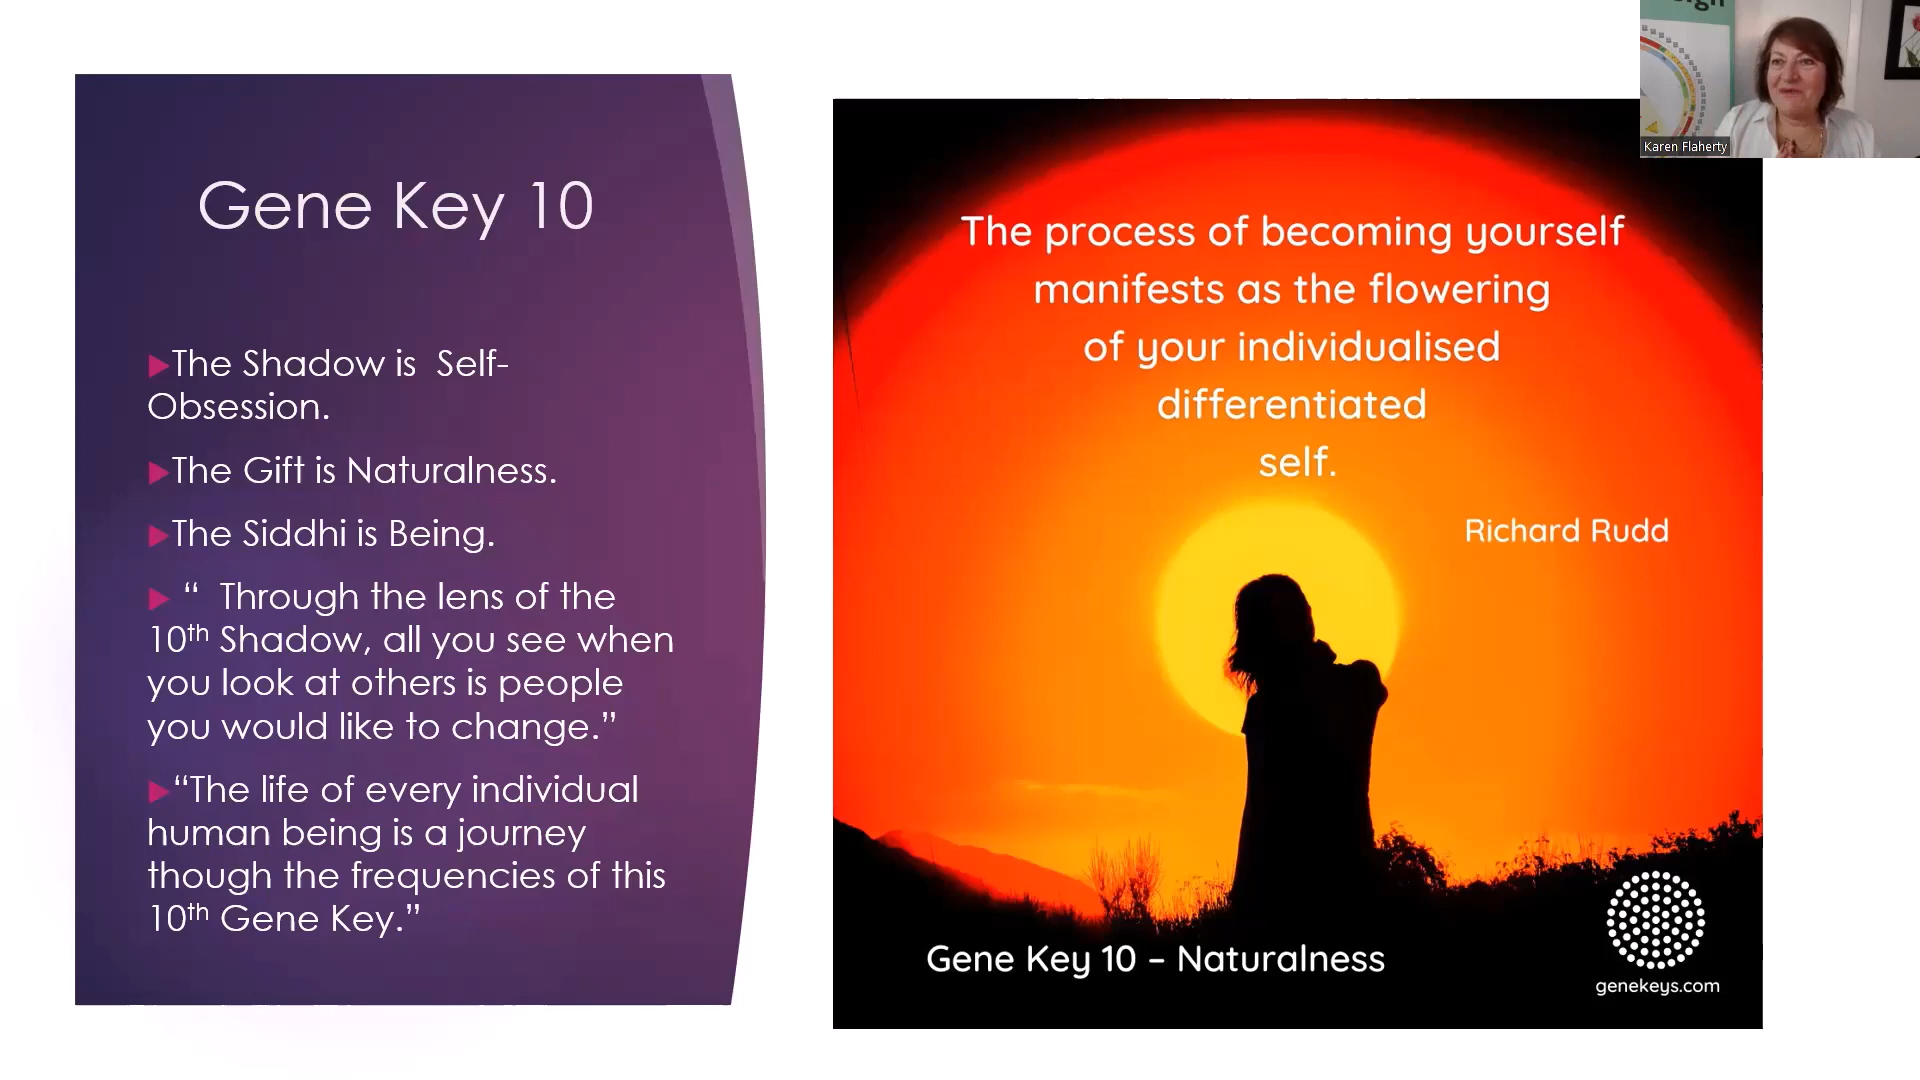 Gene Key 10
▶The Shadow is  Self-
Obsession.
▶The Gift is Naturalness.
▶The Siddhi is Being.
▶ “  Through the lens of the
10th Shadow, all you see when
you look at others is people
you would like to change.”
▶“The life of every individual
human being is a journey
though the frequencies of this
10th Gene Key.”
The process of becoming yourself
manifests as the flowering
of your individualised
differentiated
self.
Richard Rudd
Gene Key 10 – Naturalness
genekeys.com
Karen Flaherty